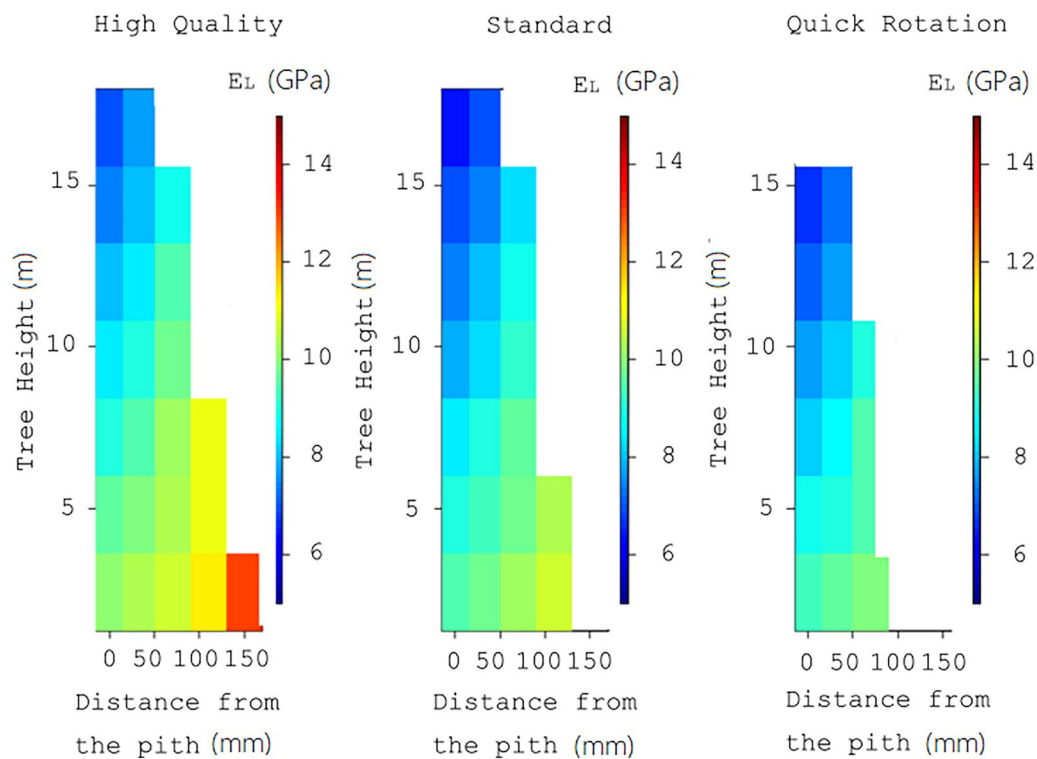 High Quality
EL (GPa)
14
12
10
8
6
15
10
5
Tree Height (m)
0 50 100 150
Distance from
the pith (mm)
Standard
EL (GPa)
14
12
10
8
6
15
10
5
Tree Height (m)
0 50 100 150
Distance from
the pith (mm)
Quick Rotation
EL (GPa)
14
12
10
8
6
15
10
5
Tree Height (m)
0 50 100 150
Distance from
the pith (mm)